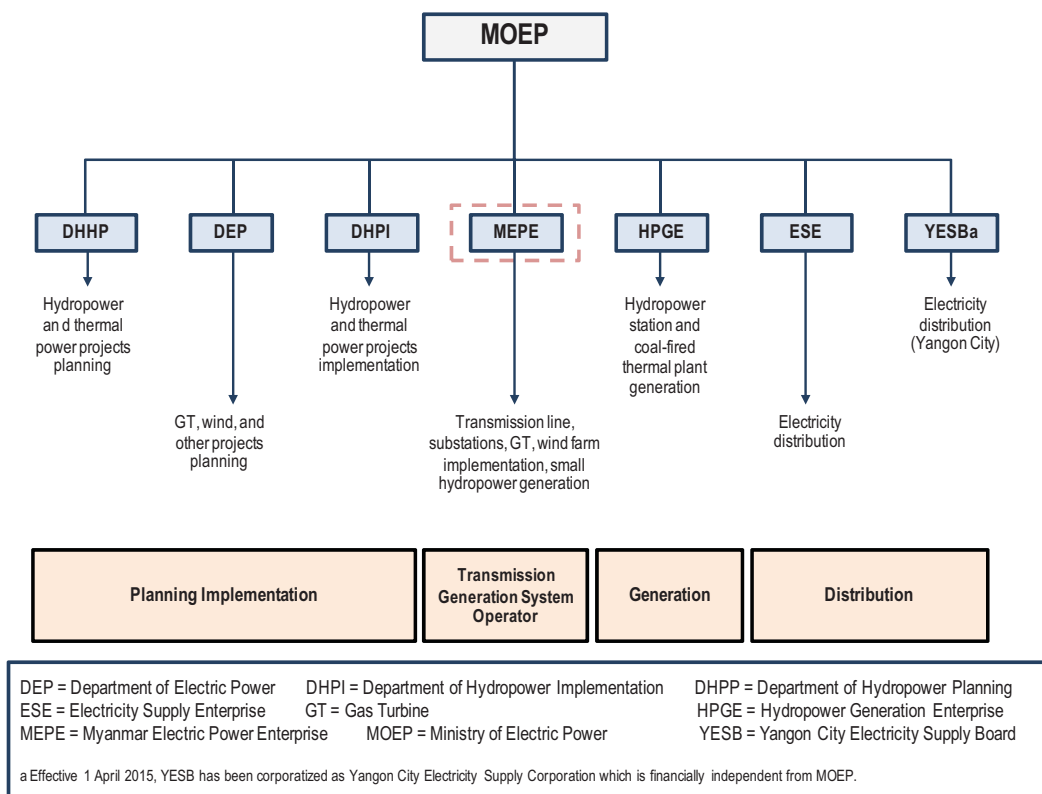 MOEP
DHHP
DEP
DHPI
MEPE
HPGE
ESE
YESBa
Hydropower
an d thermal
power projects
planning
GT, wind, and
other projects
planning
Hydropower
and thermal
power projects
implementation
Transmission line,
substations, GT, wind farm
implementation, small
hydropower generation
Hydropower
station and
coal-fired
thermal plant
generation
Electricity
distribution
Electricity
distribution
(Yangon City)
Planning Implementation
Transmission
Generation System
Operator
Generation
Distribution
DEP = Department of Electric Power DHPI = Department of Hydropower Implementation DHPP = Department of Hydropower Planning
ESE = Electricity Supply Enterprise GT = Gas Turbine HPGE = Hydropower Generation Enterprise
MEPE = Myanmar Electric Power Enterprise MOEP = Ministry of Electric Power YESB = Yangon City Electricity Supply Board
a Effective 1 April 2015, YESB has been corporatized as Yangon City Electricity Supply Corporation which is financially independent from MOEP.